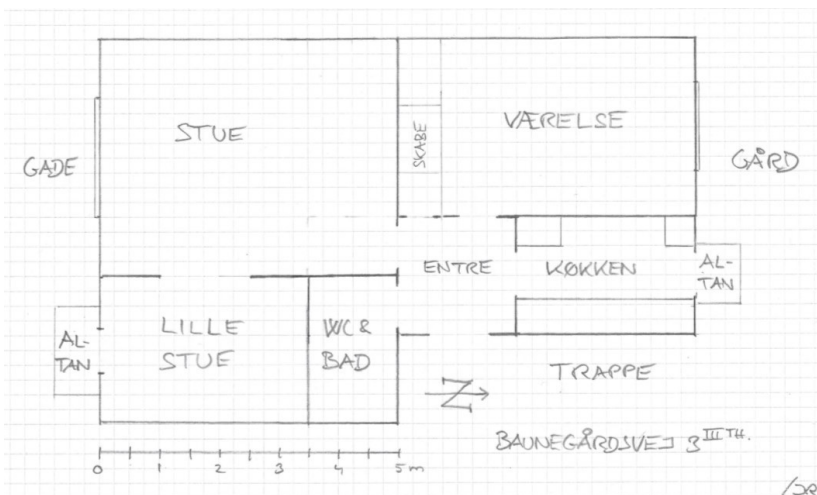 STUE
SKABE
VÆRELSE
GADE
GÅRD
ENTRE
KØKKEN
AL-
TAN
AL-
TAN
LILLE
STUE
WC &
BAD
TRAPPE
N
BAUNEGÅRDSVEJ 3 III TH.
0 1 2 3 4 5 m